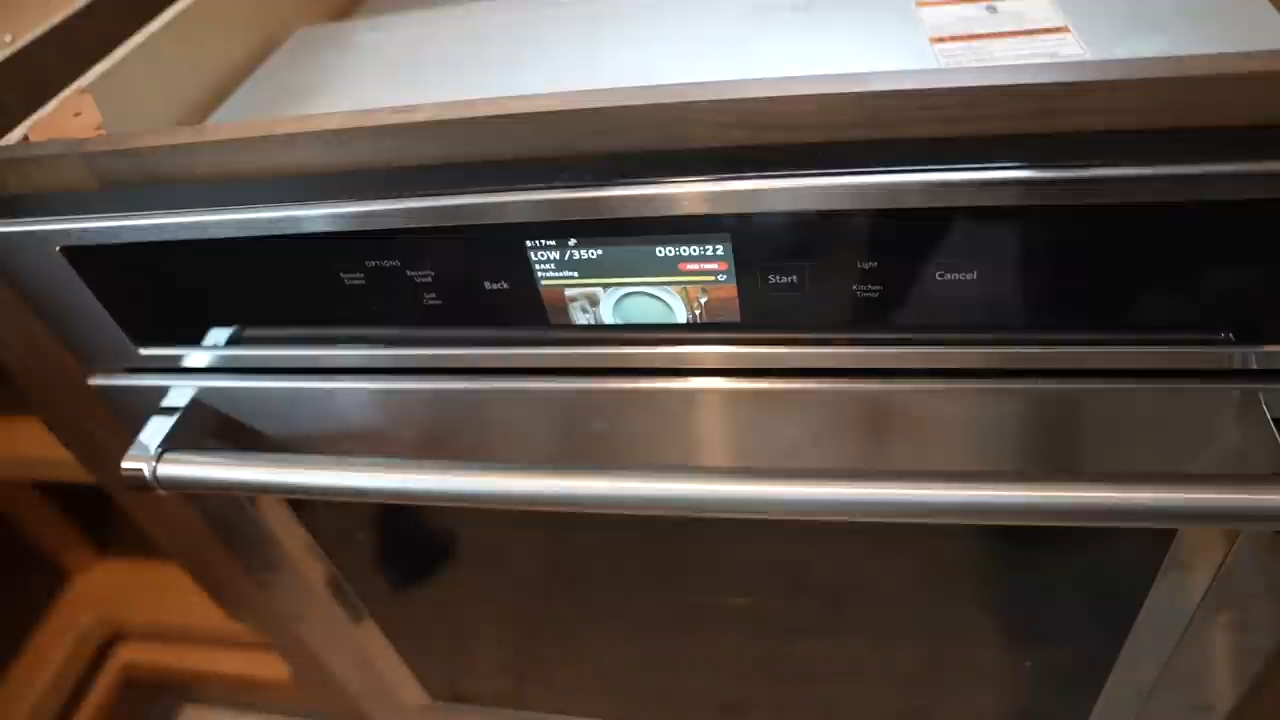 5:17PM
LOW /350°
00:00:22
BAKE
ADD TIMER
Preheating
OPTIONS
Remote
Enable
Recently
Used
Self
Clean
Back
Start
Light
Kitchen
Timer
Cancel